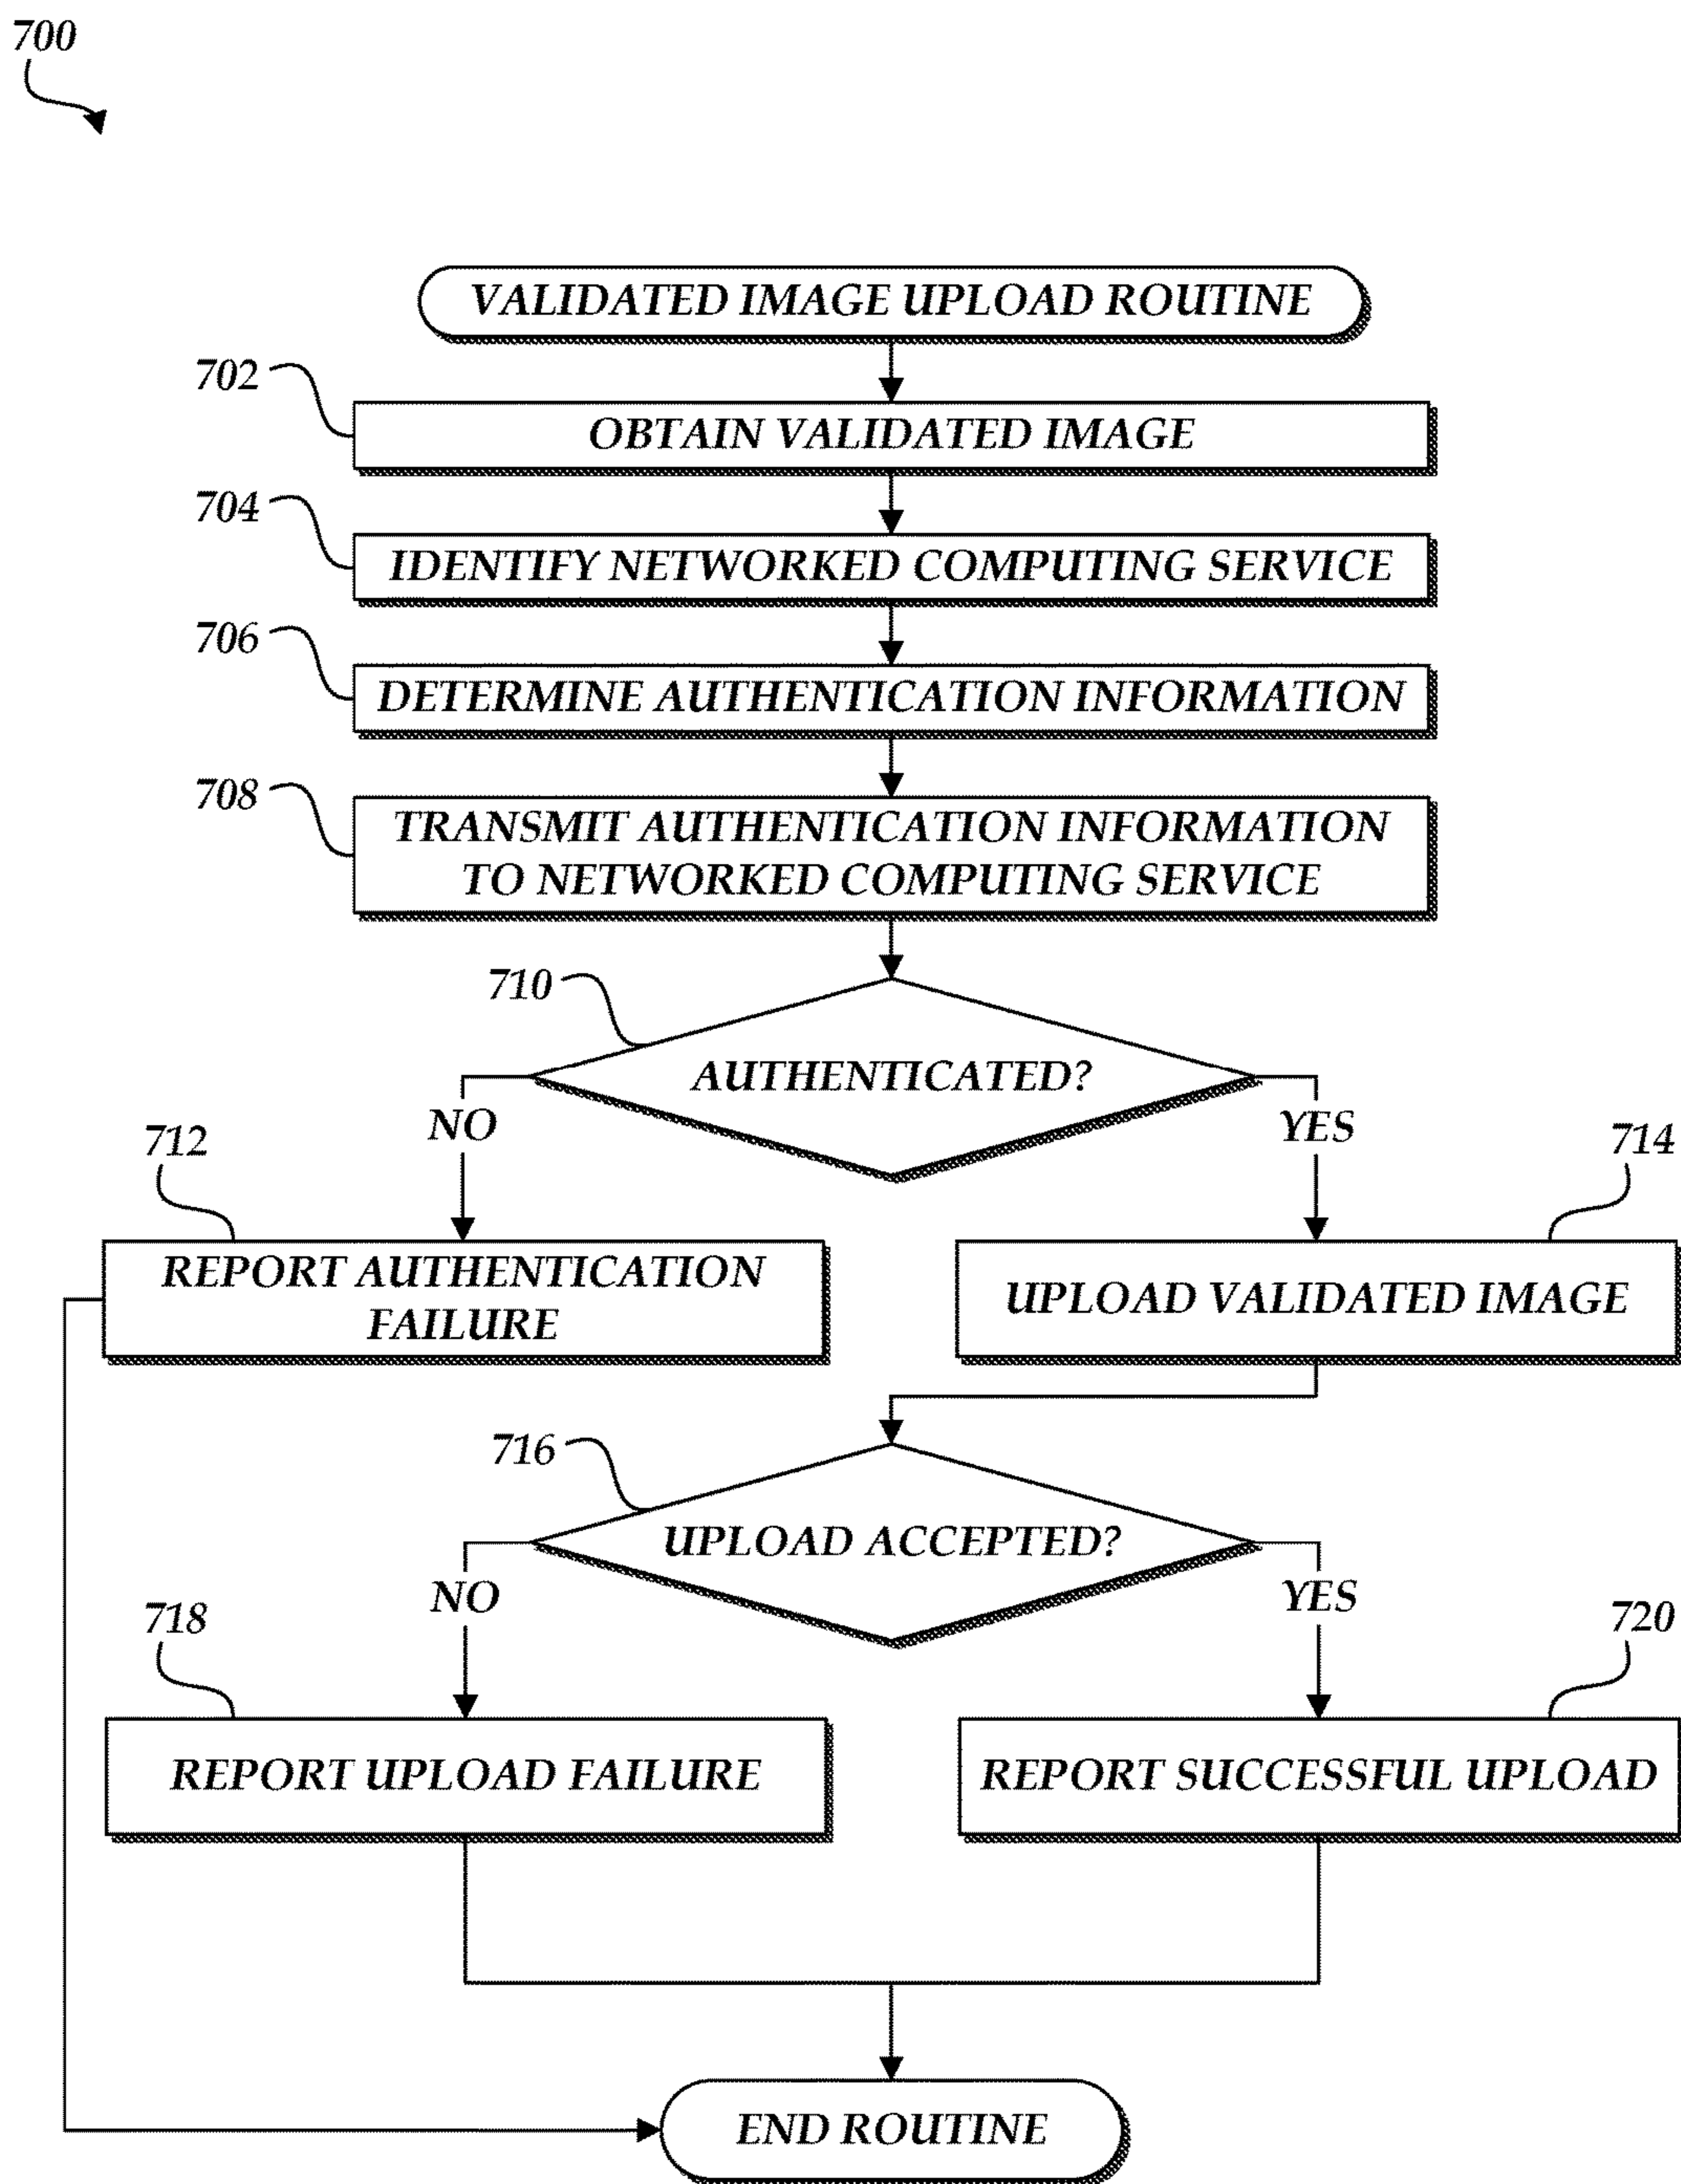 700
VALIDATED IMAGE UPLOAD ROUTINE
702
OBTAIN VALIDATED IMAGE
704
IDENTIFY NETWORKED COMPUTING SERVICE
706
DETERMINE AUTHENTICATION INFORMATION
708
TRANSMIT AUTHENTICATION INFORMATION
TO NETWORKED COMPUTING SERVICE
710
AUTHENTICATED?
NO
YES
712
714
REPORT AUTHENTICATION
FAILURE
UPLOAD VALIDATED IMAGE
716
UPLOAD ACCEPTED?
NO
YES
718
720
REPORT UPLOAD FAILURE
REPORT SUCCESSFUL UPLOAD
END ROUTINE